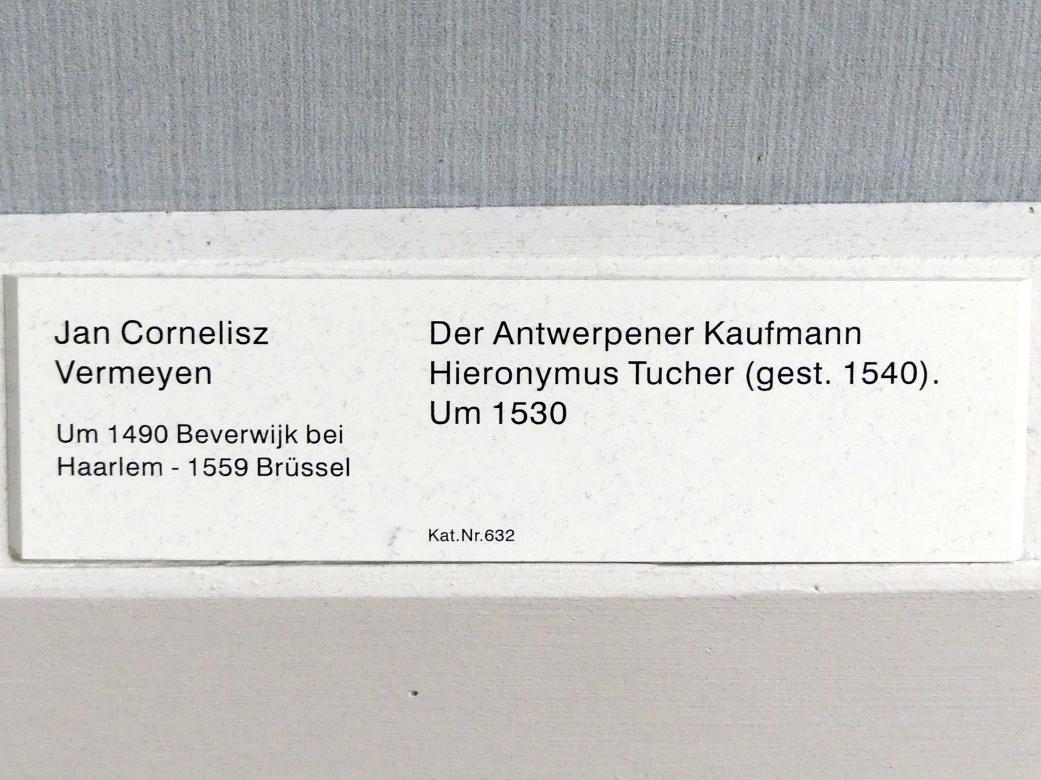 Jan Cornelisz
Vermeyen
Um 1490 Beverwijk bei
Haarlem - 1559 Brüssel
Der Antwerpener Kaufmann
Hieronymus Tucher (gest. 1540).
Um 1530
Kat.Nr.632